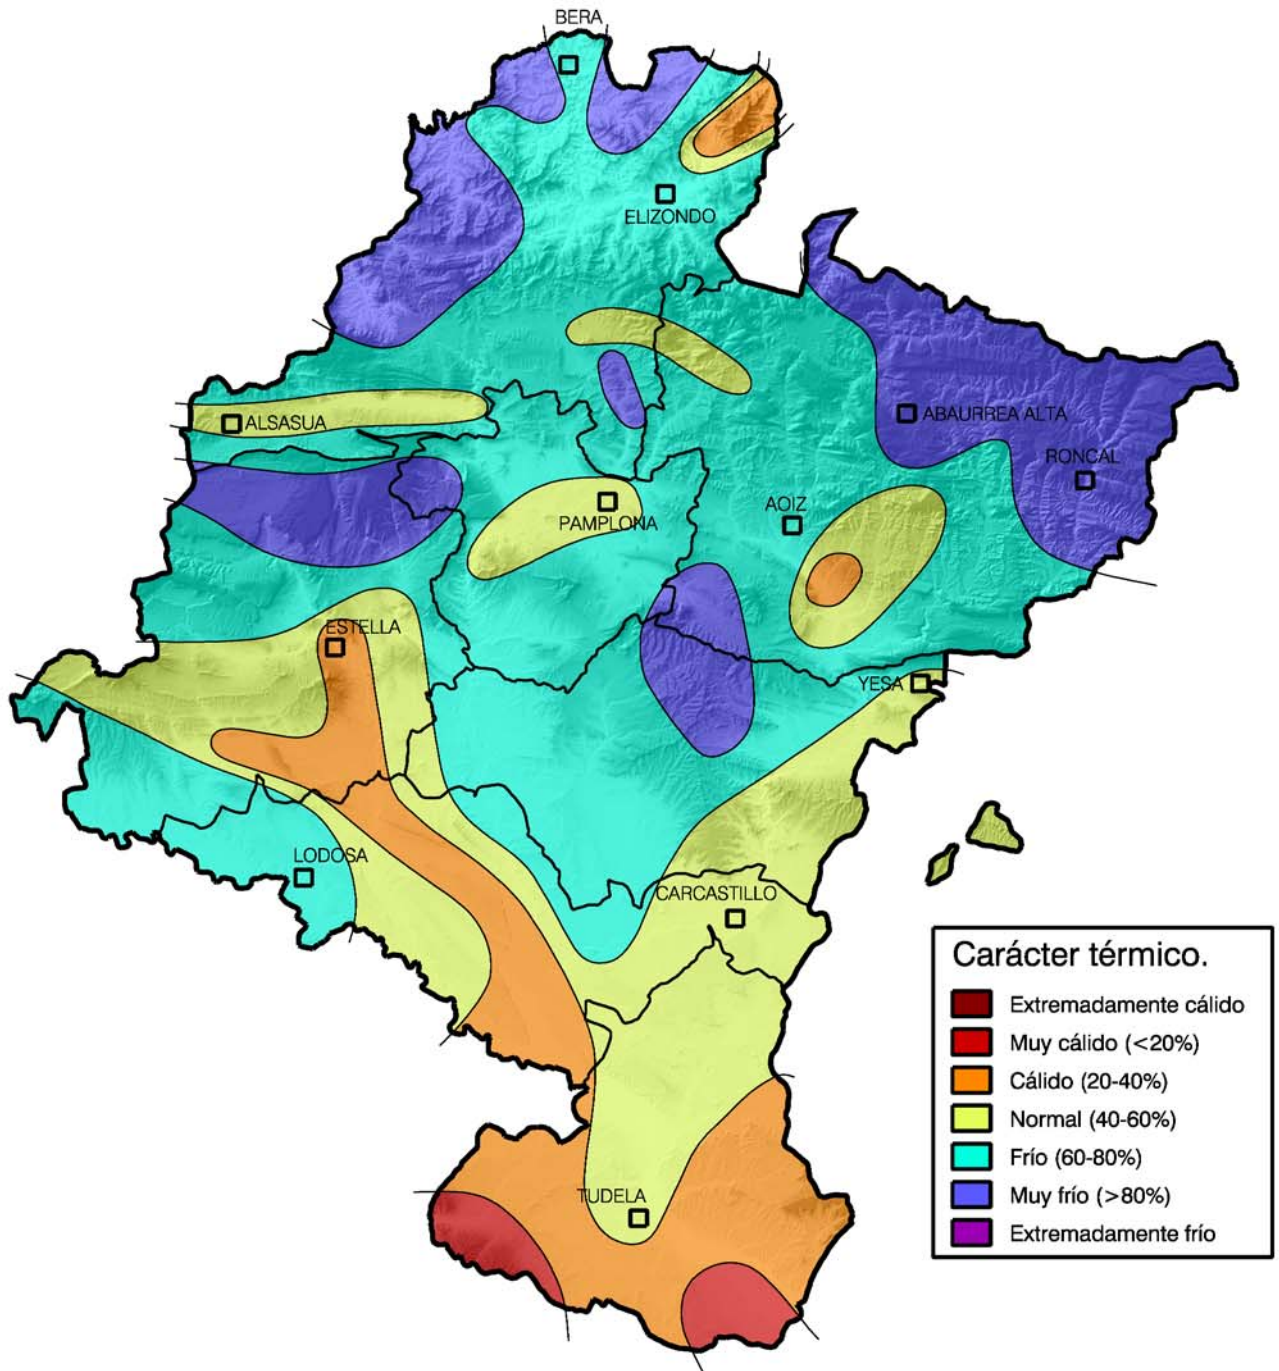 BERA
ELIZONDO
ALSASUA
ABAURREA ALTA
RONCAL
PAMPLONA
AOIZ
ESTELLA
YESA
LODOSA
CARCASTILLO
TUDELA
Carácter térmico.
Extremadamente cálido
Muy cálido (<20%)
Cálido (20-40%)
Normal (40-60%)
Frío (60-80%)
Muy frío (>80%)
Extremadamente frío